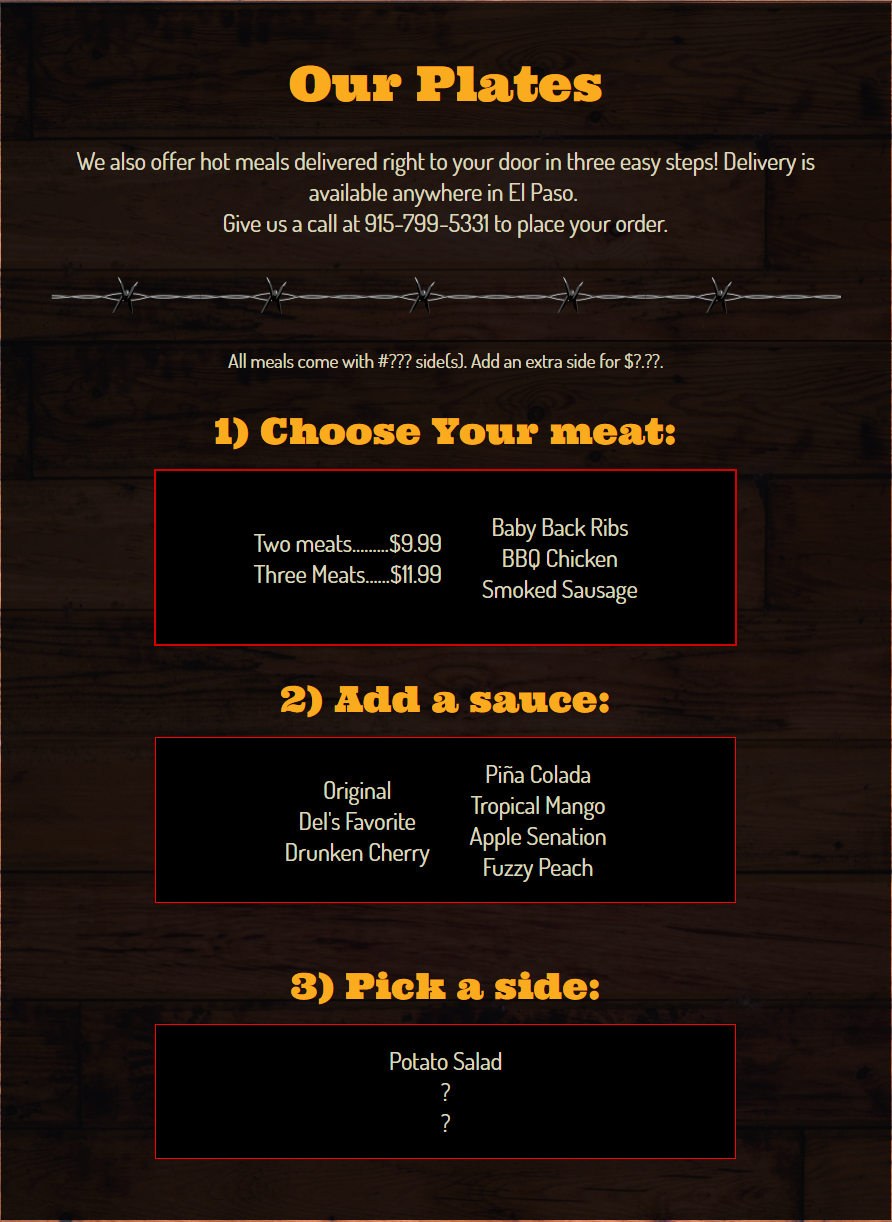 Our Plates
We also offer hot meals delivered right to your door in three easy steps! Delivery is
available anywhere in El Paso.
Give us a call at 915-799-5331 to place your order.
All meals come with #??? side(s). Add an extra side for $?.??.
1) Choose Your meat:
Two meats.........$9.99
Three Meats......$11.99
Baby Back Ribs
BBQ Chicken
Smoked Sausage
2) Add a sauce:
Original
Del's Favorite
Drunken Cherry
Piña Colada
Tropical Mango
Apple Senation
Fuzzy Peach
3) Pick a side:
Potato Salad
?
?